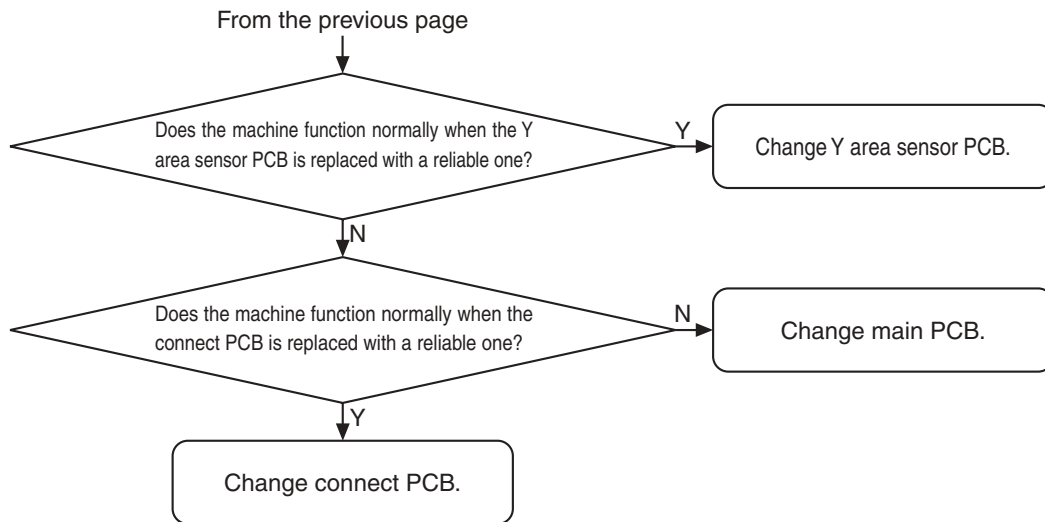 From the previous page
Does the machine function normally when the Y
area sensor PCB is replaced with a reliable one?
Y
Change Y area sensor PCB.
N
Does the machine function normally when the
connect PCB is replaced with a reliable one?
N
Change main PCB.
Y
Change connect PCB.